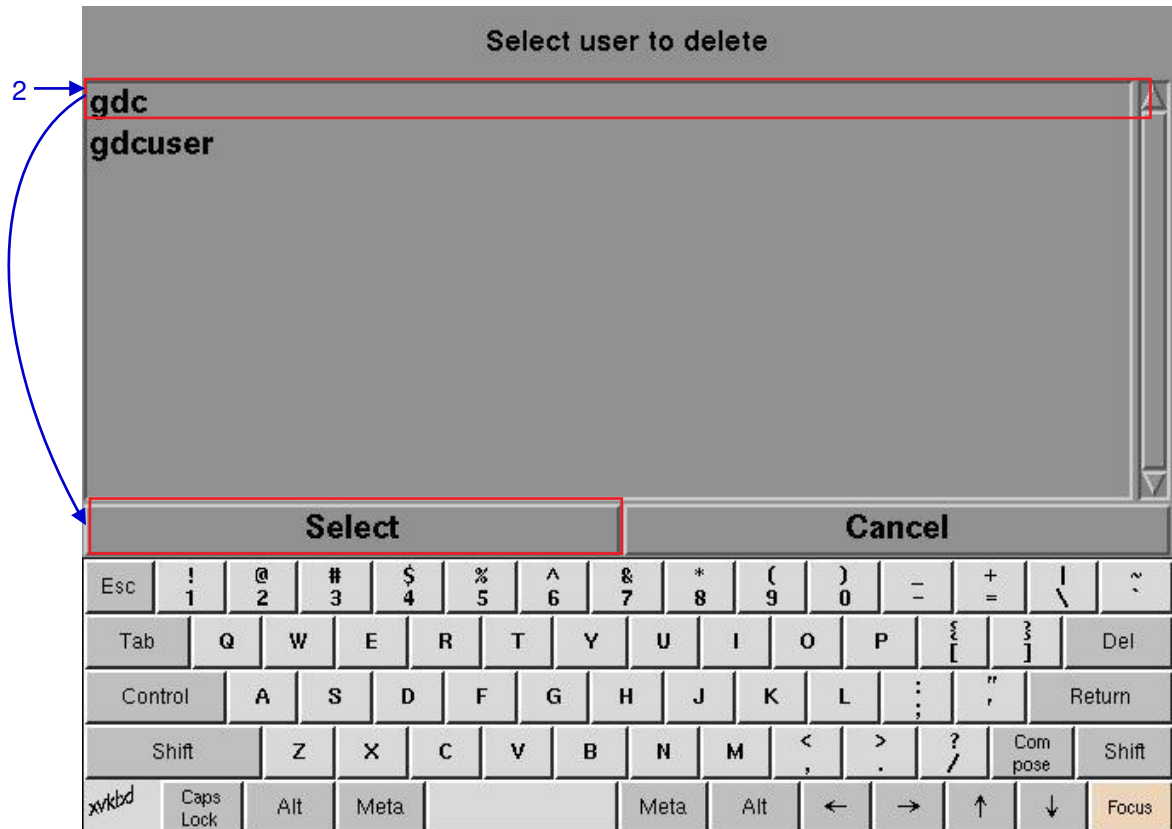 Select user to delete
2
gdc
gdcuser
Select Cancel
Esc ! 1 @ 2 # 3 $ 4 % 5 ^ 6 & 7 * 8 ( 9 ) 0 _ - + = | \ ~ `
Tab Q W E R T Y U I O P { [ } ] Del
Control A S D F G H J K L : ; " ' Return
Shift Z X C V B N M < , > . ? / Com pose Shift
xvkbd Caps Lock Alt Meta Meta Alt ← → ↑ ↓ Focus